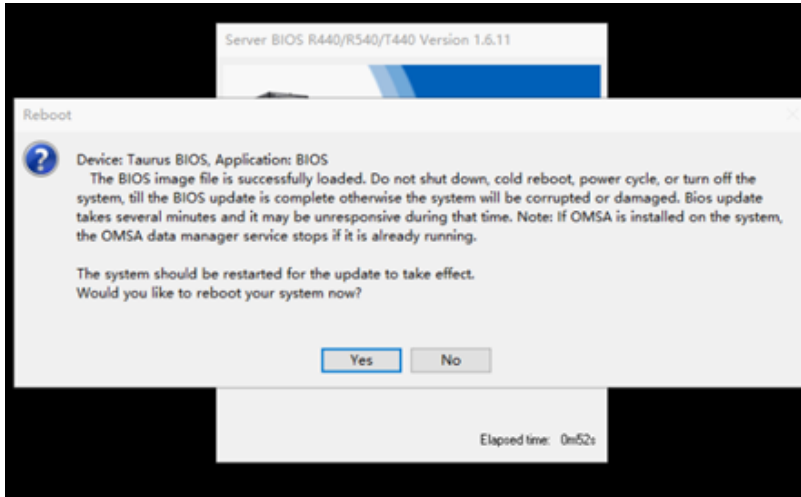 Server BIOS R440/R540/T440 Version 1.6.11
Reboot
Device: Taurus BIOS, Application: BIOS
The BIOS image file is successfully loaded. Do not shut down, cold reboot, power cycle, or turn off the
system, till the BIOS update is complete otherwise the system will be corrupted or damaged. Bios update
takes several minutes and it may be unresponsive during that time. Note: If OMSA is installed on the system,
the OMSA data manager service stops if it is already running.
The system should be restarted for the update to take effect.
Would you like to reboot your system now?
Yes No
Elapsed time: 0m52s